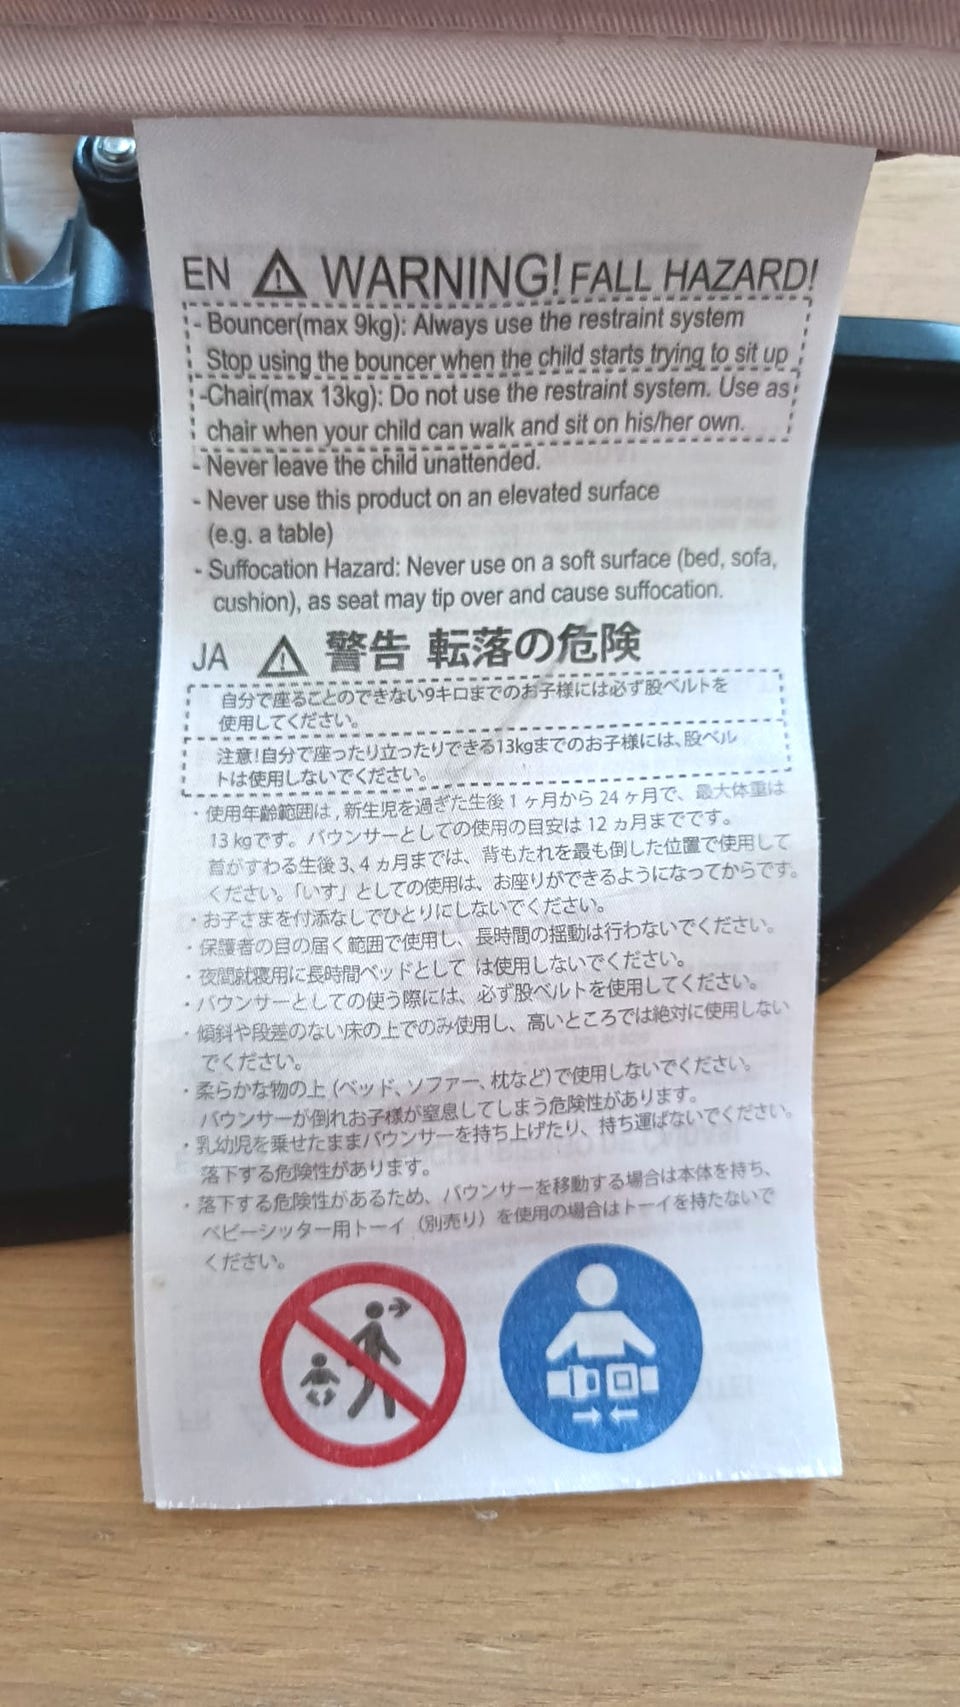 EN ⚠ WARNING! FALL HAZARD!
- Bouncer(max 9kg): Always use the restraint system
Stop using the bouncer when the child starts trying to sit up
-Chair(max 13kg): Do not use the restraint system. Use as
chair when your child can walk and sit on his/her own.
- Never leave the child unattended.
- Never use this product on an elevated surface
(e.g. a table)
- Suffocation Hazard: Never use on a soft surface (bed, sofa,
cushion), as seat may tip over and cause suffocation.
JA ⚠ 警告 転落の危険
自分で座ることのできない9キロまでのお子様には必ず股ベルトを
使用してください。
注意!自分で座ったり立ったりできる13kgまでのお子様には、股ベル
トは使用しないでください。
・使用年齢範囲は, 新生児を過ぎた生後1ヶ月から24ヶ月で、最大体重は
13 kgです。バウンサーとしての使用の目安は12ヵ月までです。
首がすわる生後3, 4ヵ月までは、背もたれを最も倒した位置で使用して
ください。「いす」としての使用は、お座りができるようになってからです。
・お子さまを付添なしでひとりにしないでください。
・保護者の目の届く範囲で使用し、長時間の揺動は行わないでください。
・夜間就寝用に長時間ベッドとして は使用しないでください。
・バウンサーとしての使う際には、必ず股ベルトを使用してください。
・傾斜や段差のない床の上でのみ使用し、高いところでは絶対に使用しない
でください。
・柔らかな物の上（ベッド、ソファー、枕など)で使用しないでください。
バウンサーが倒れお子様が窒息してしまう危険性があります。
・乳幼児を乗せたままバウンサーを持ち上げたり、持ち運ばないでください。
落下する危険性があります。
・落下する危険性があるため、バウンサーを移動する場合は本体を持ち、
ベビーシッター用トーイ（別売り）を使用の場合はトーイを持たないで
ください。